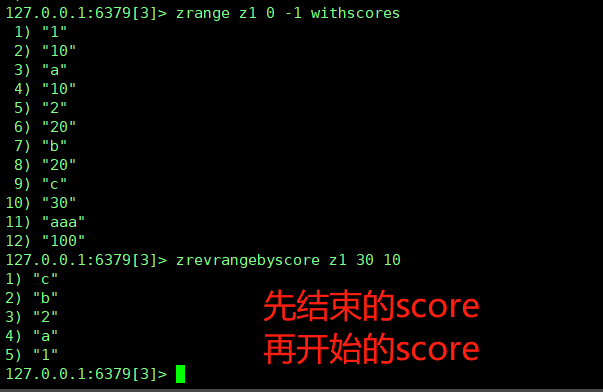 127.0.0.1:6379[3]> zrange z1 0 -1 withscores
1) "1"
2) "10"
3) "a"
4) "10"
5) "2"
6) "20"
7) "b"
8) "20"
9) "c"
10) "30"
11) "aaa"
12) "100"
127.0.0.1:6379[3]> zrevrangebyscore z1 30 10
1) "c"
2) "b"
3) "2"
4) "a"
5) "1"
127.0.0.1:6379[3]>
先结束的score
再开始的score